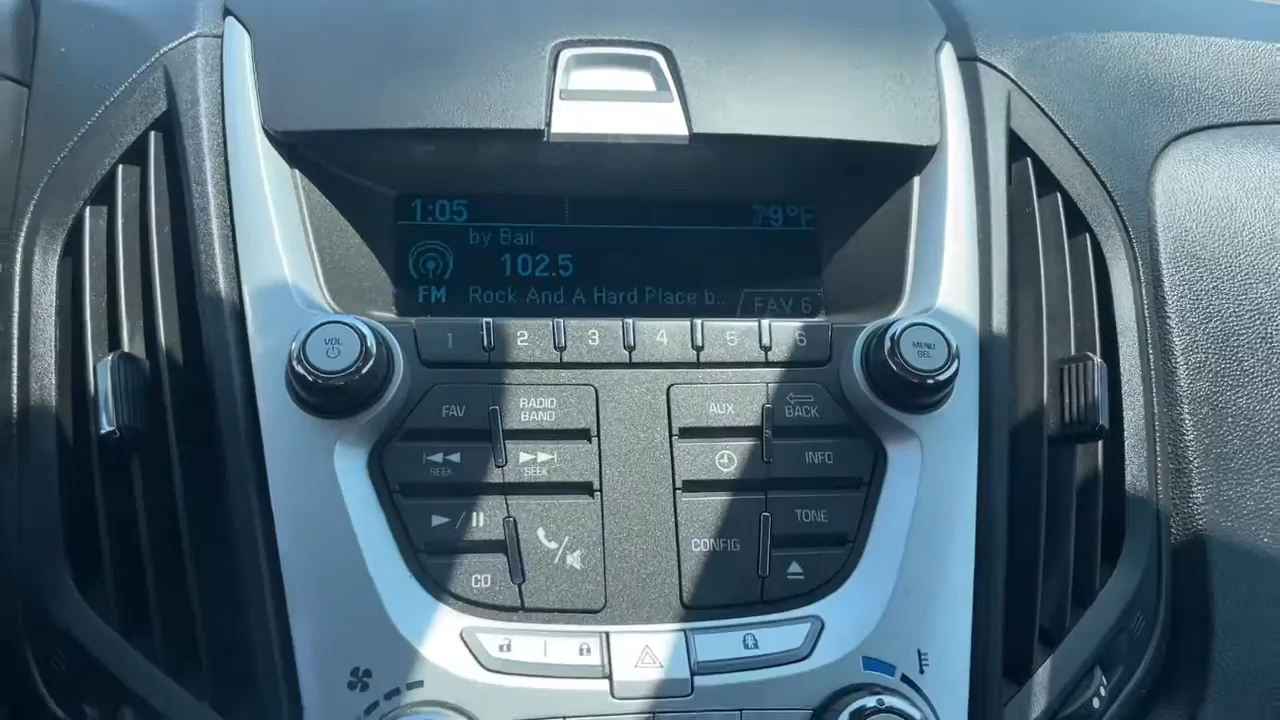 1:05 79°F
by Bail
102.5
FM Rock And A Hard Place b... FAV 6
VOL
1 2 3 4 5 6
MENU
SEL
FAV RADIO
BAND
AUX BACK
SEEK SEEK
INFO
TONE
CONFIG
CD